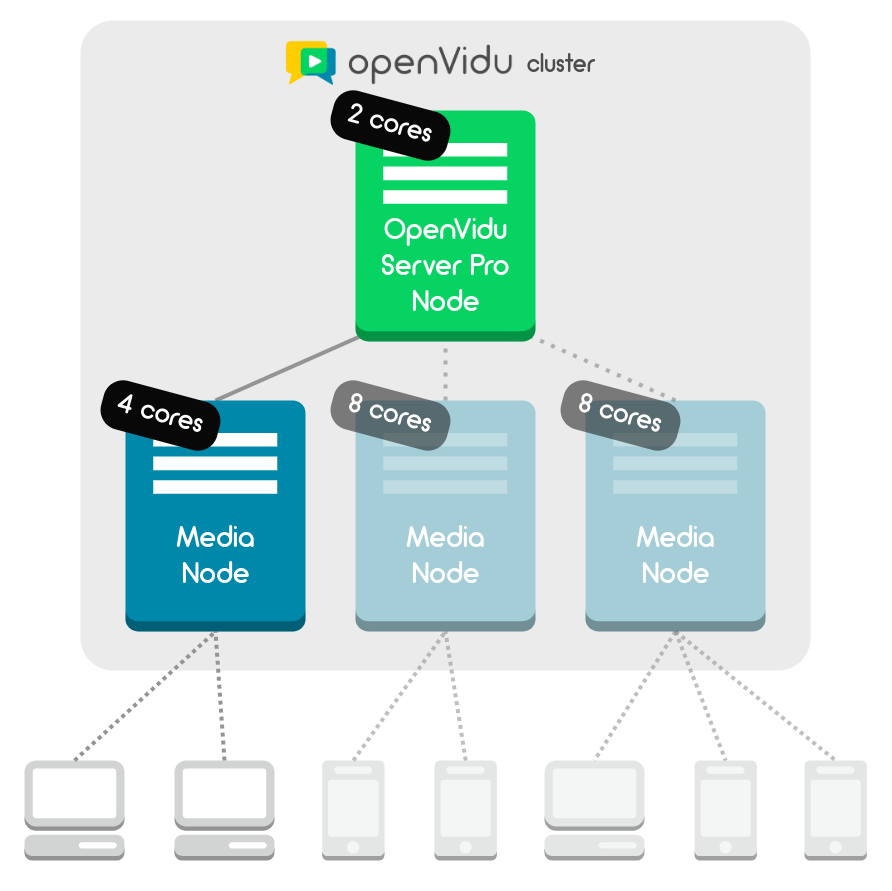 openVidu cluster
2 cores
OpenVidu
Server Pro
Node
4 cores
8 cores
8 cores
Media
Node
Media
Node
Media
Node